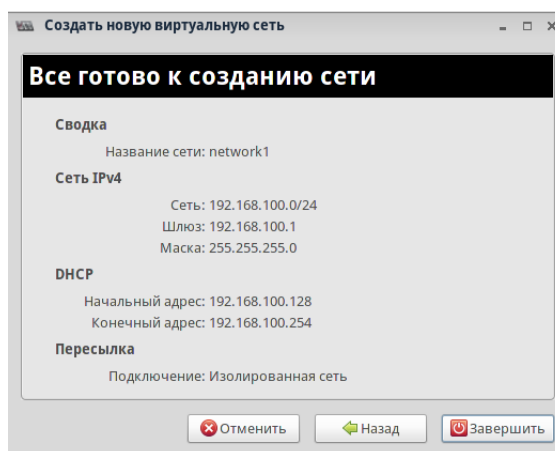 Создать новую виртуальную сеть
Все готово к созданию сети
Сводка
Название сети: network1
Сеть IPv4
Сеть: 192.168.100.0/24
Шлюз: 192.168.100.1
Маска: 255.255.255.0
DHCP
Начальный адрес: 192.168.100.128
Конечный адрес: 192.168.100.254
Пересылка
Подключение: Изолированная сеть
Отменить Назад Завершить